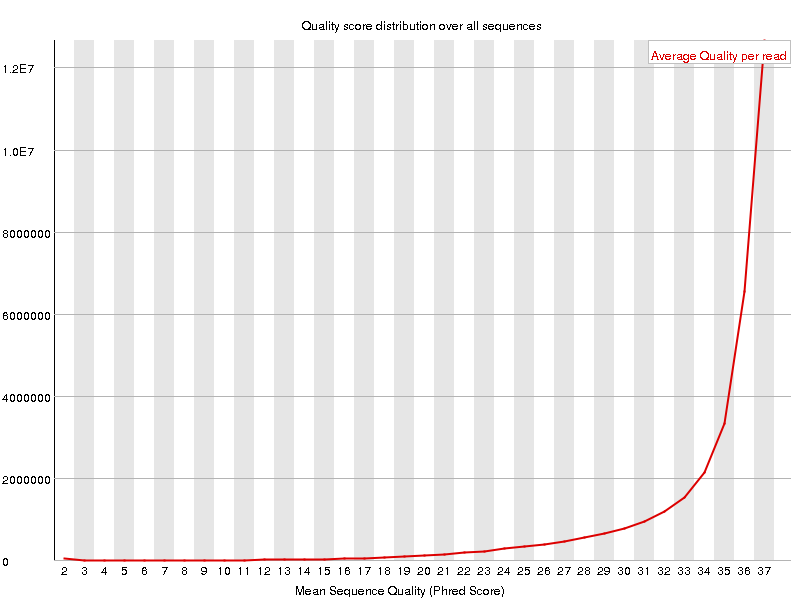 Quality score distribution over all sequences
Average Quality per read
1.2E7
1.0E7
8000000
6000000
4000000
2000000
0
2 3 4 5 6 7 8 9 10 11 12 13 14 15 16 17 18 19 20 21 22 23 24 25 26 27 28 29 30 31 32 33 34 35 36 37
Mean Sequence Quality (Phred Score)